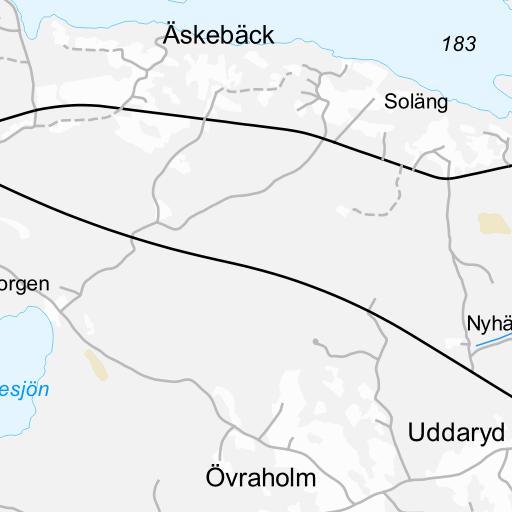 Äskebäck
183
Soläng
orgen
Nyhä
esjön
Uddaryd
Övraholm